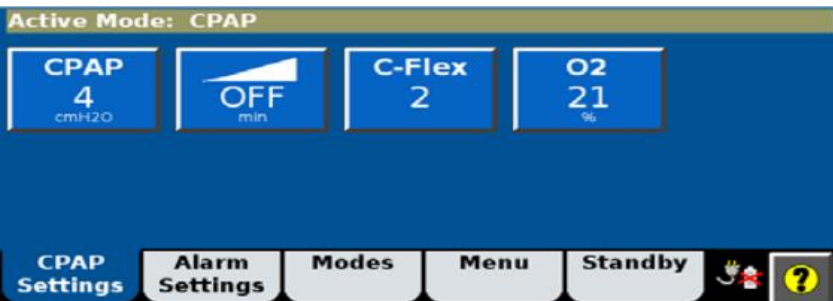 Active Mode: CPAP
CPAP
4
cmH2O
OFF
min
C-Flex
2
O2
21
%
CPAP
Settings
Alarm
Settings
Modes
Menu
Standby
?